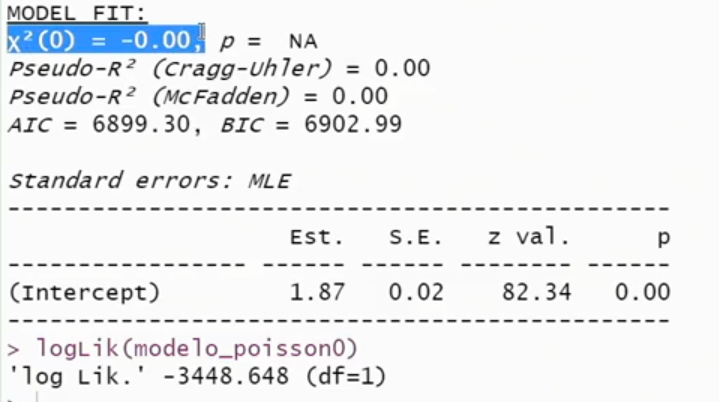 MODEL FIT:
χ²(0) = -0.00, p = NA
Pseudo-R² (Cragg-Uhler) = 0.00
Pseudo-R² (McFadden) = 0.00
AIC = 6899.30, BIC = 6902.99
Standard errors: MLE
------------------------------------------------
Est. S.E. z val. p
----------------- ------ ------ -------- ------
(Intercept) 1.87 0.02 82.34 0.00
------------------------------------------------
> logLik(modelo_poisson0)
'log Lik.' -3448.648 (df=1)
>